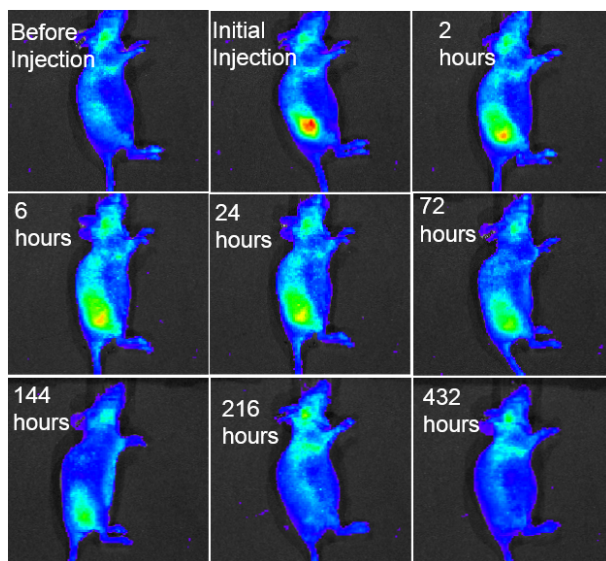 Before
Injection
Initial
Injection
2
hours
6
hours
24
hours
72
hours
144
hours
216
hours
432
hours